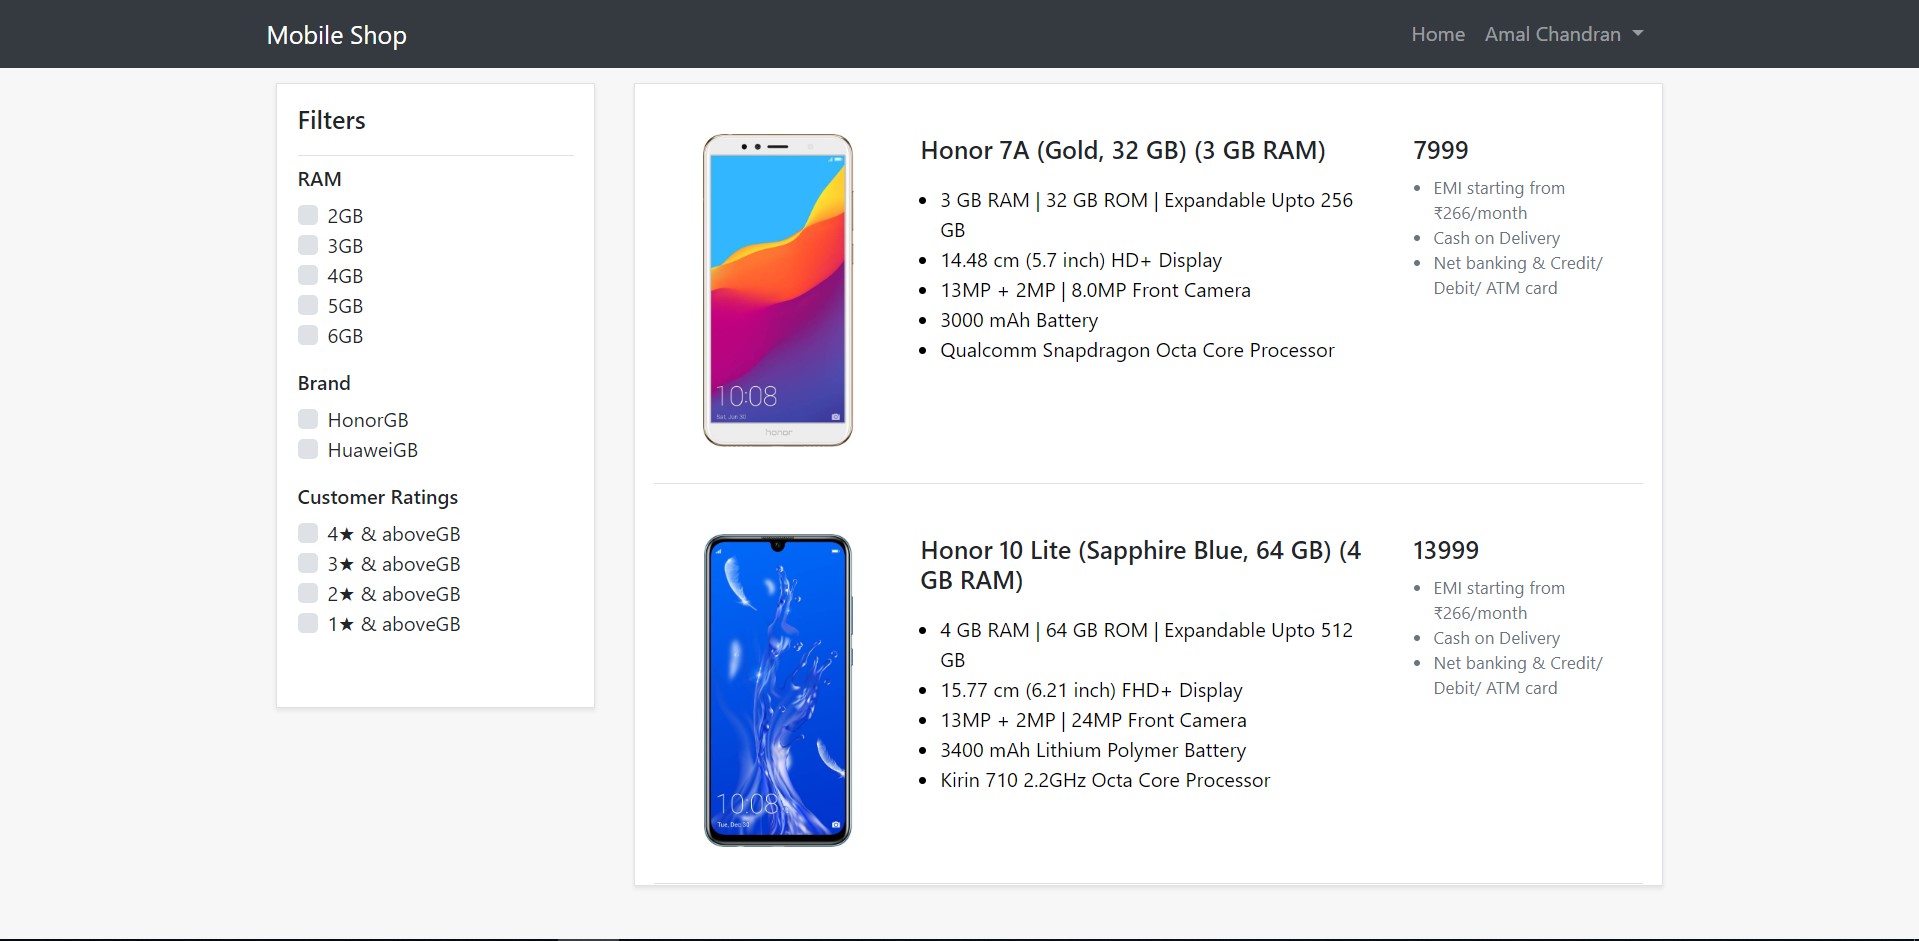 Mobile Shop
Home
Amal Chandran
Filters
RAM
2GB
3GB
4GB
5GB
6GB
Brand
HonorGB
HuaweiGB
Customer Ratings
4★ & aboveGB
3★ & aboveGB
2★ & aboveGB
1★ & aboveGB
10:08
Sat, Jun 30
honor
Honor 7A (Gold, 32 GB) (3 GB RAM)
3 GB RAM | 32 GB ROM | Expandable Upto 256
GB
14.48 cm (5.7 inch) HD+ Display
13MP + 2MP | 8.0MP Front Camera
3000 mAh Battery
Qualcomm Snapdragon Octa Core Processor
7999
EMI starting from
₹266/month
Cash on Delivery
Net banking & Credit/
Debit/ ATM card
10:08
Tue, Dec 30
Honor 10 Lite (Sapphire Blue, 64 GB) (4
GB RAM)
4 GB RAM | 64 GB ROM | Expandable Upto 512
GB
15.77 cm (6.21 inch) FHD+ Display
13MP + 2MP | 24MP Front Camera
3400 mAh Lithium Polymer Battery
Kirin 710 2.2GHz Octa Core Processor
13999
EMI starting from
₹266/month
Cash on Delivery
Net banking & Credit/
Debit/ ATM card